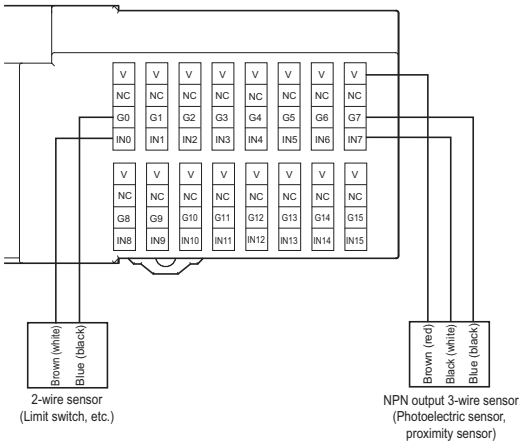 V V V V V V V V
NC NC NC NC NC NC NC NC
G0 G1 G2 G3 G4 G5 G6 G7
IN0 IN1 IN2 IN3 IN4 IN5 IN6 IN7
V V V V V V V V
NC NC NC NC NC NC NC NC
G8 G9 G10 G11 G12 G13 G14 G15
IN8 IN9 IN10 IN11 IN12 IN13 IN14 IN15
Brown (white)
Blue (black)
2-wire sensor
(Limit switch, etc.)
Brown (red)
Black (white)
Blue (black)
NPN output 3-wire sensor
(Photoelectric sensor,
proximity sensor)